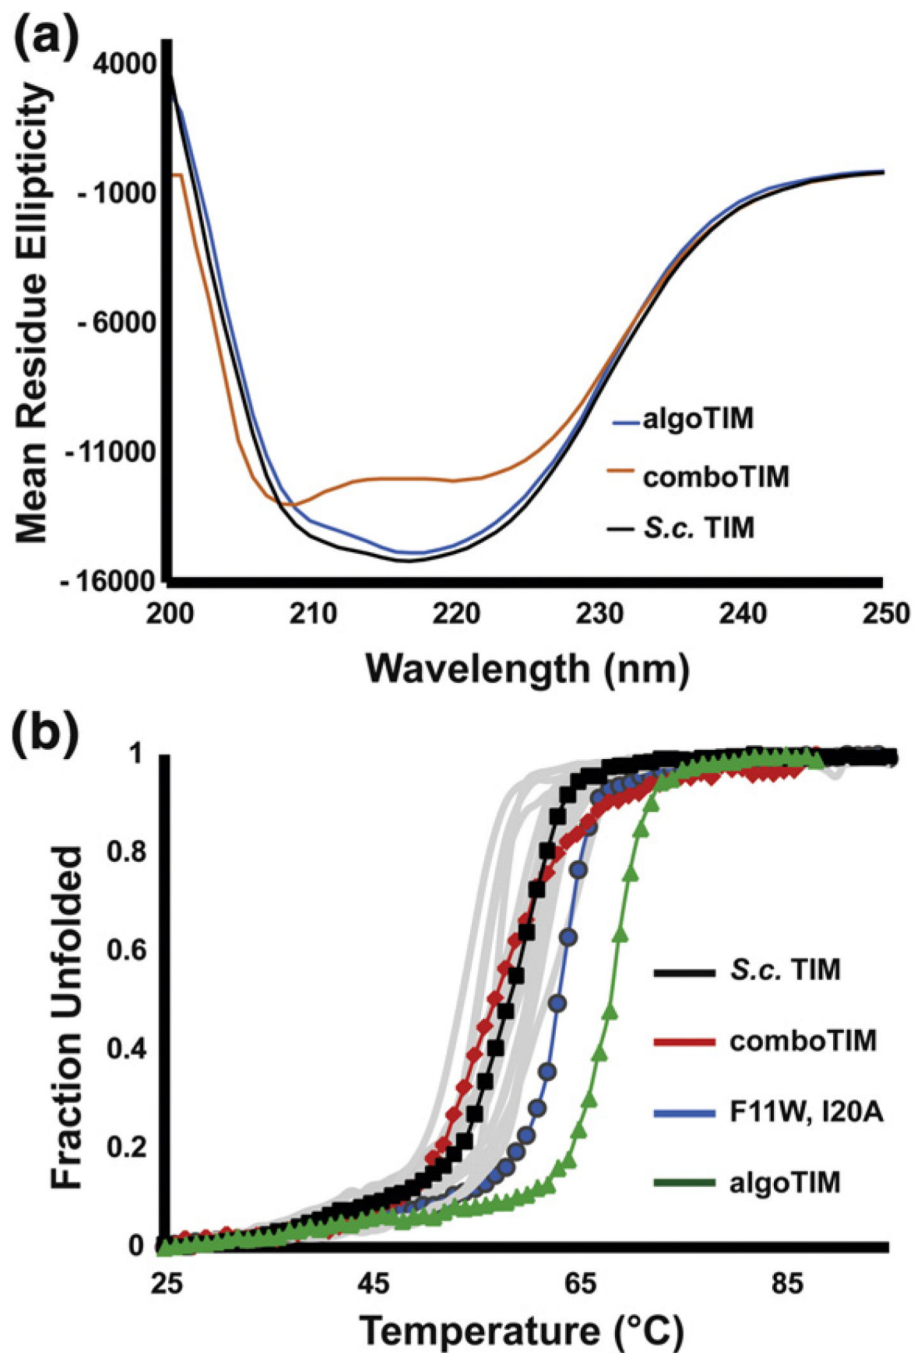 (a)
4000
- 1000
- 6000
- 11000
- 16000
Mean Residue Ellipticity
algoTIM
comboTIM
S.c. TIM
200 210 220 230 240 250
Wavelength (nm)
(b)
1
0.8
0.6
0.4
0.2
0
Fraction Unfolded
S.c. TIM
comboTIM
F11W, I20A
algoTIM
25 45 65 85
Temperature (°C)